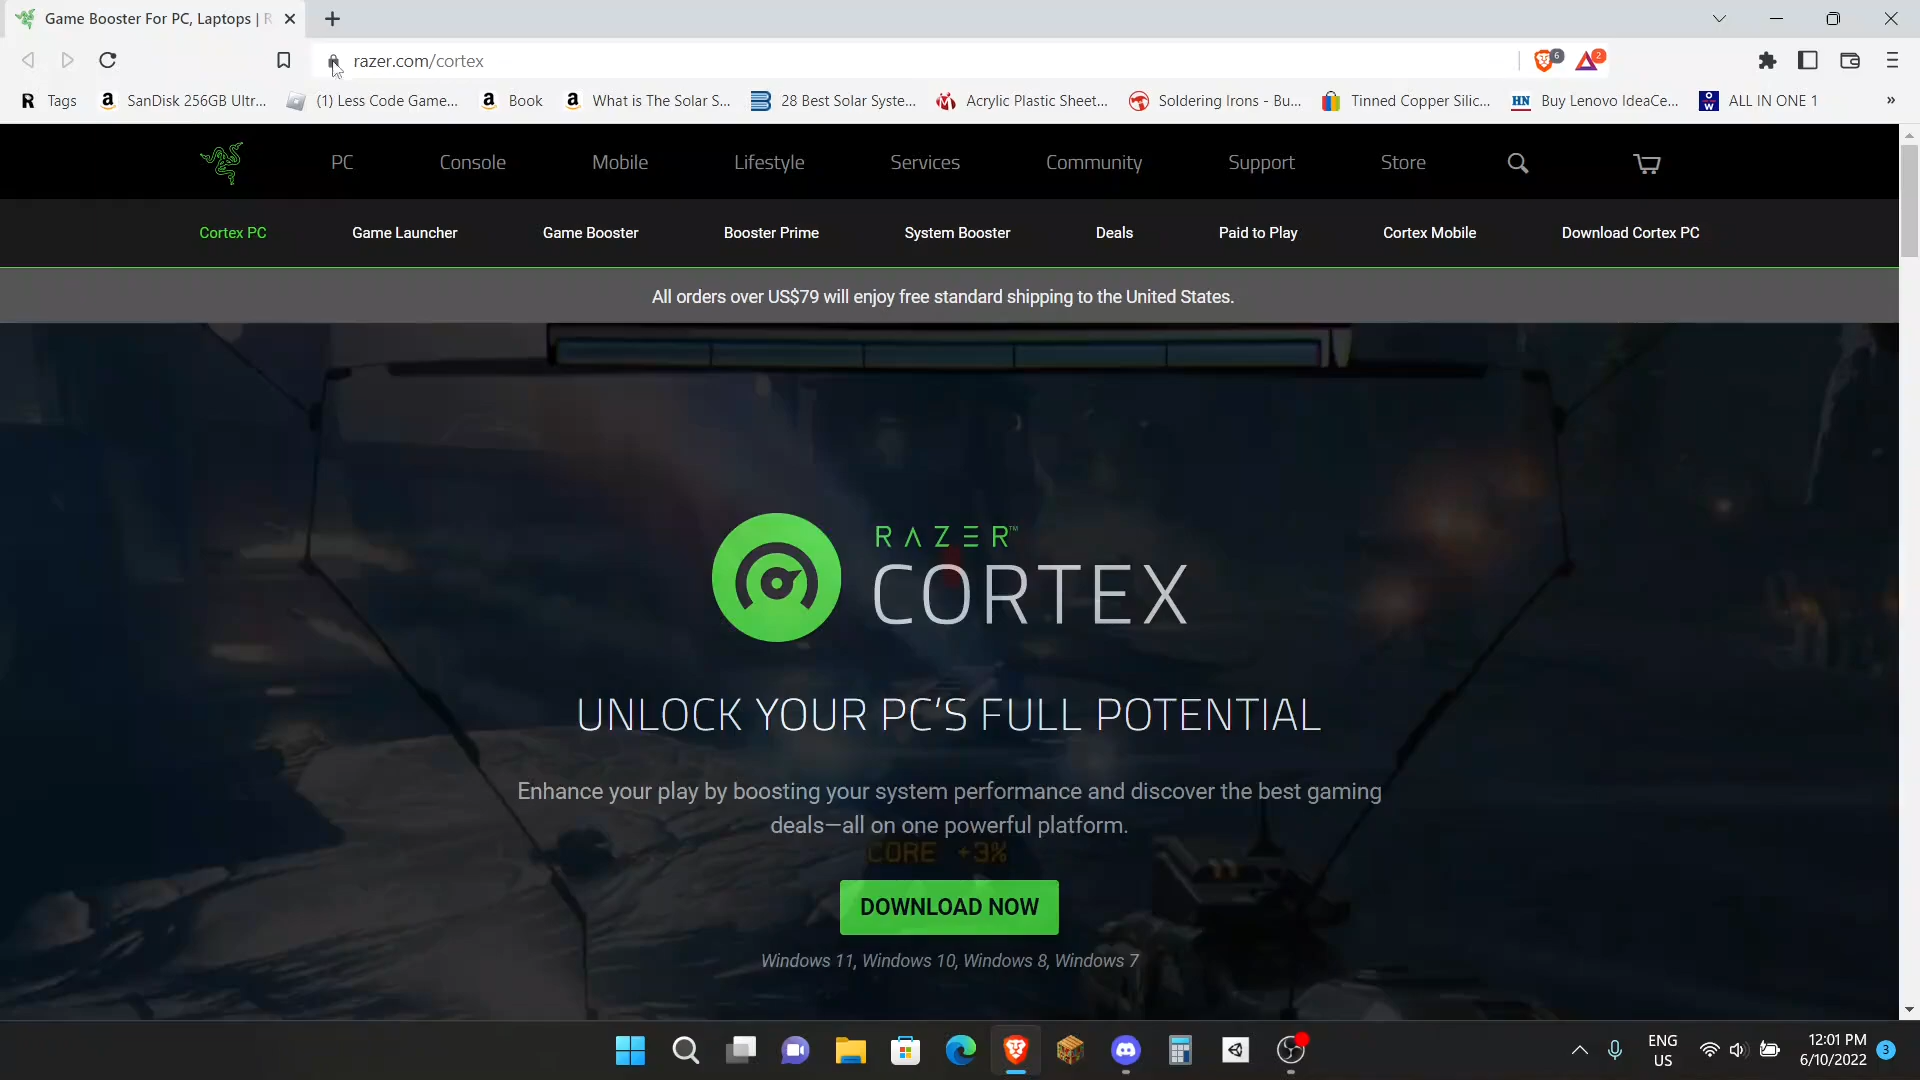 Game Booster For PC, Laptops | R
razer.com/cortex
6
2
Tags
SanDisk 256GB Ultr...
(1) Less Code Game...
Book
What is The Solar S...
28 Best Solar Syste...
Acrylic Plastic Sheet...
Soldering Irons - Bu...
Tinned Copper Silic...
HN
Buy Lenovo IdeaCe...
ALL IN ONE 1
»
PC
Console
Mobile
Lifestyle
Services
Community
Support
Store
Cortex PC
Game Launcher
Game Booster
Booster Prime
System Booster
Deals
Paid to Play
Cortex Mobile
Download Cortex PC
All orders over US$79 will enjoy free standard shipping to the United States.
RAZER™
CORTEX
UNLOCK YOUR PC'S FULL POTENTIAL
Enhance your play by boosting your system performance and discover the best gaming
deals—all on one powerful platform.
CORE +3%
DOWNLOAD NOW
Windows 11, Windows 10, Windows 8, Windows 7
ENG
US
12:01 PM
6/10/2022
3